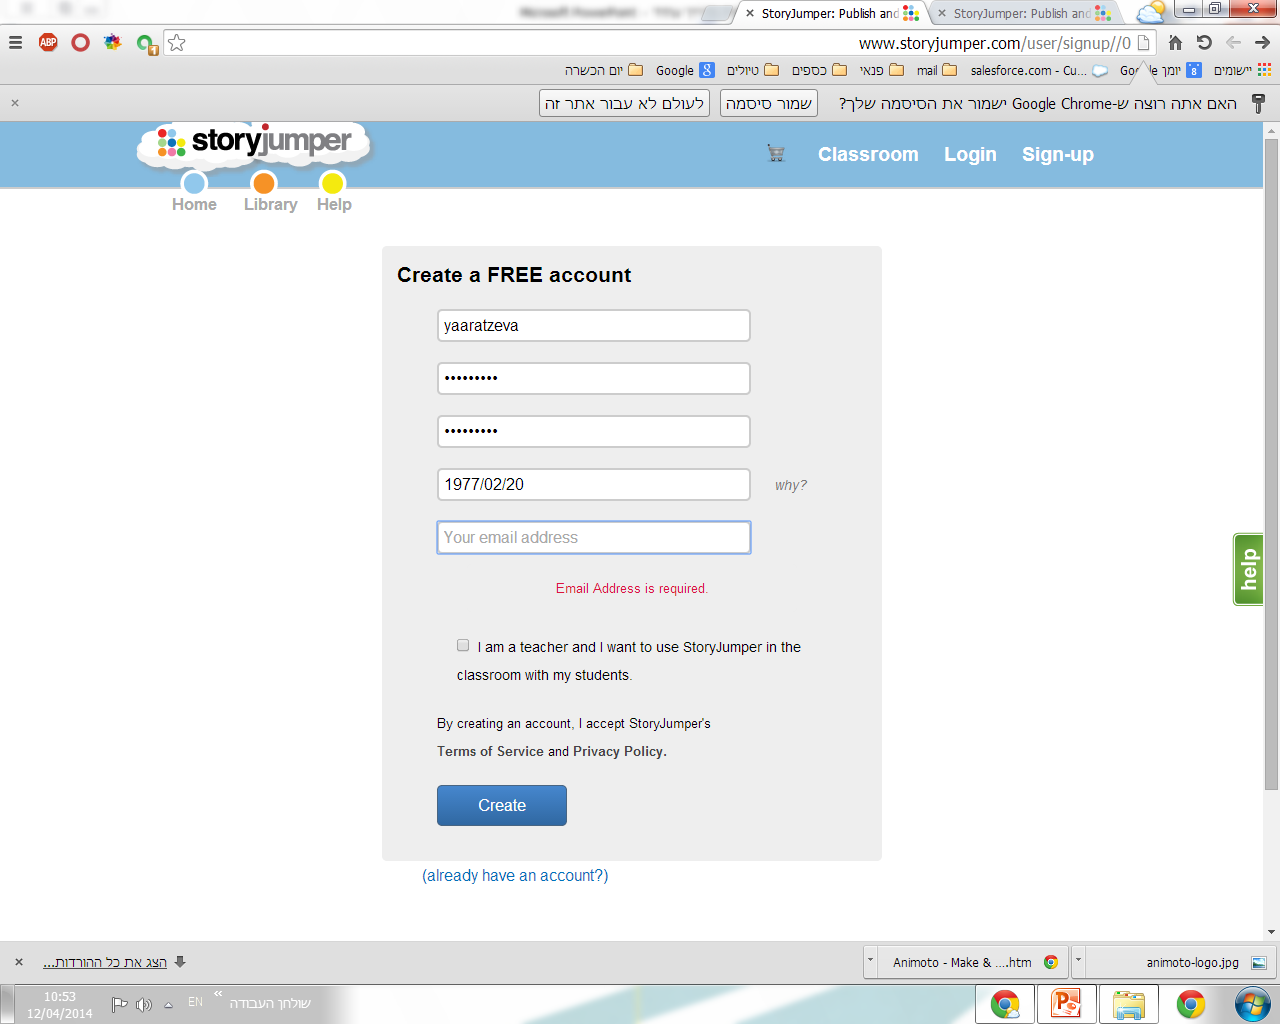 StoryJumper: Publish and
StoryJumper: Publish and
www.storyjumper.com/user/signup//0
יישומים
יומן Goo
salesforce.com - Cu...
mail
פנאי
כספים
טיולים
Google
יום הכשרה
האם אתה רוצה ש-Google Chrome ישמור את הסיסמה שלך?
שמור סיסמה
לעולם לא עבור אתר זה
storyjumper
Home
Library
Help
Classroom
Login
Sign-up
Create a FREE account
yaaratzeva
•••••••••
•••••••••
1977/02/20
why?
Your email address
Email Address is required.
I am a teacher and I want to use StoryJumper in the
classroom with my students.
By creating an account, I accept StoryJumper's
Terms of Service and Privacy Policy.
Create
(already have an account?)
help
הצג את כל ההורדות...
Animoto - Make & ....htm
animoto-logo.jpg
10:53
12/04/2014
EN
שולחן העבודה